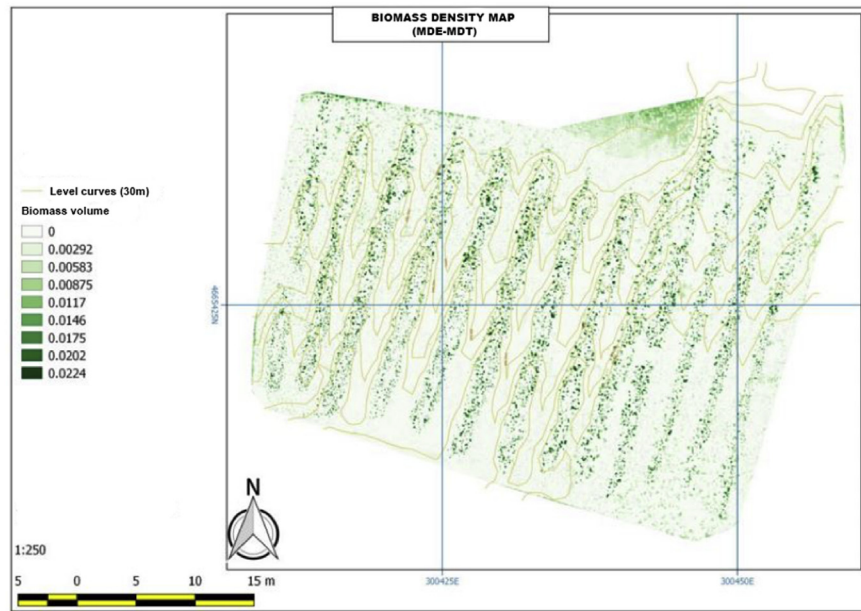 BIOMASS DENSITY MAP
(MDE-MDT)
Level curves (30m)
Biomass volume
0
0.00292
0.00583
0.00875
0.0117
0.0146
0.0175
0.0202
0.0224
4665425N
N
1:250
5 0 5 10 15 m
300425E 300450E